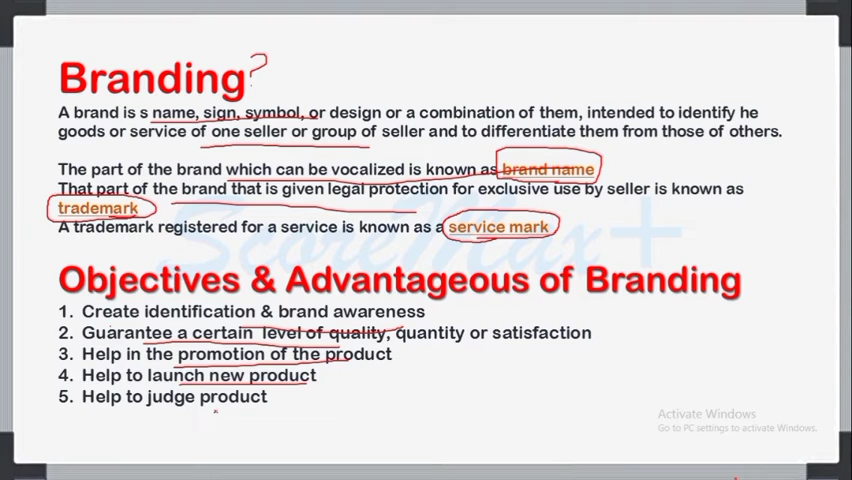 Branding?
A brand is s name, sign, symbol, or design or a combination of them, intended to identify he
goods or service of one seller or group of seller and to differentiate them from those of others.
The part of the brand which can be vocalized is known as brand name
That part of the brand that is given legal protection for exclusive use by seller is known as
trademark
A trademark registered for a service is known as a service mark
ScoreMax+
Objectives & Advantageous of Branding
1. Create identification & brand awareness
2. Guarantee a certain level of quality, quantity or satisfaction
3. Help in the promotion of the product
4. Help to launch new product
5. Help to judge product
Activate Windows
Go to PC settings to activate Windows.